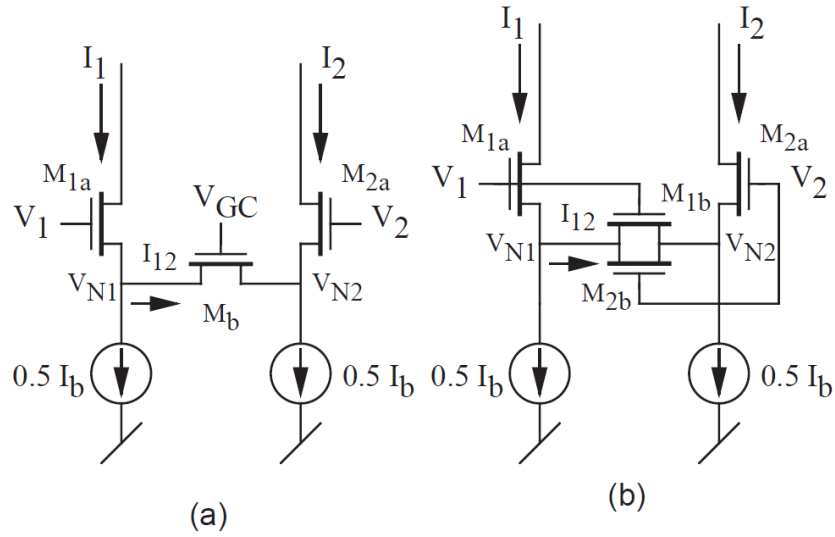 I1
I2
M1a
M2a
VGC
V1
V2
I12
VN1
VN2
Mb
0.5 Ib
0.5 Ib
(a)
I1
I2
M1a
M2a
V1
V2
M1b
I12
VN1
VN2
M2b
0.5 Ib
0.5 Ib
(b)